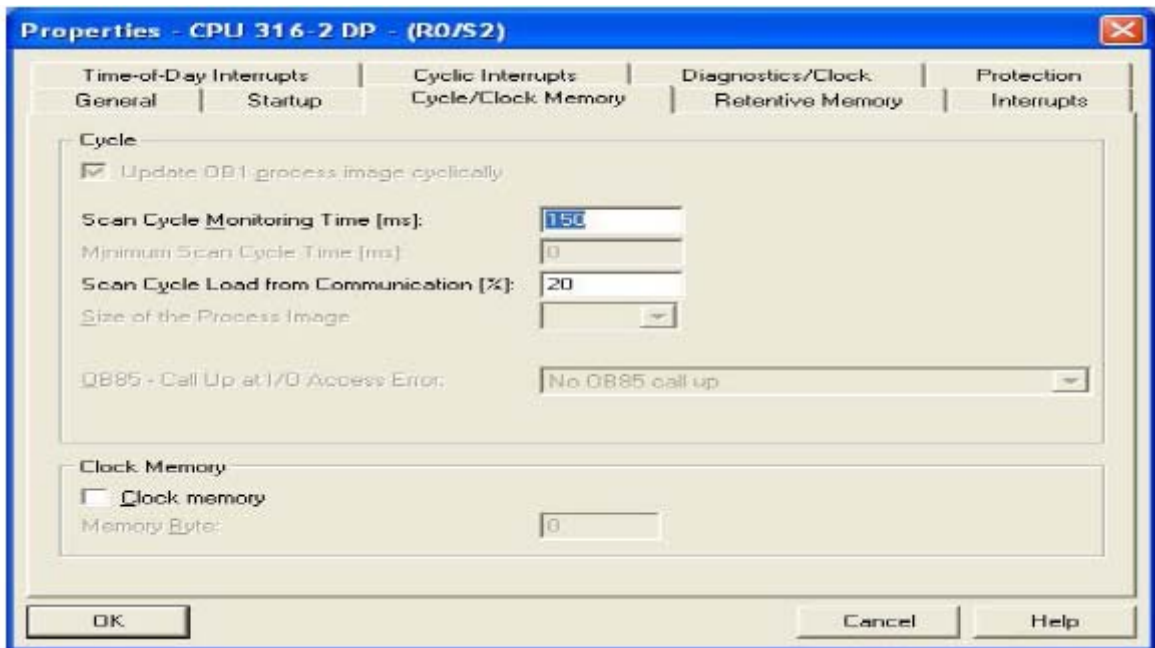 Properties - CPU 316-2 DP - (R0/S2)
Time-of-Day Interrupts Cyclic Interrupts Diagnostics/Clock Protection
General Startup Cycle/Clock Memory Retentive Memory Interrupts
Cycle
Update OB1 process image cyclically
Scan Cycle Monitoring Time [ms]: 150
Minimum Scan Cycle Time [ms]: 0
Scan Cycle Load from Communication [%]: 20
Size of the Process Image
OB85 - Call Up at I/O Access Error: No OB85 call up
Clock Memory
Clock memory
Memory Byte: 0
OK Cancel Help